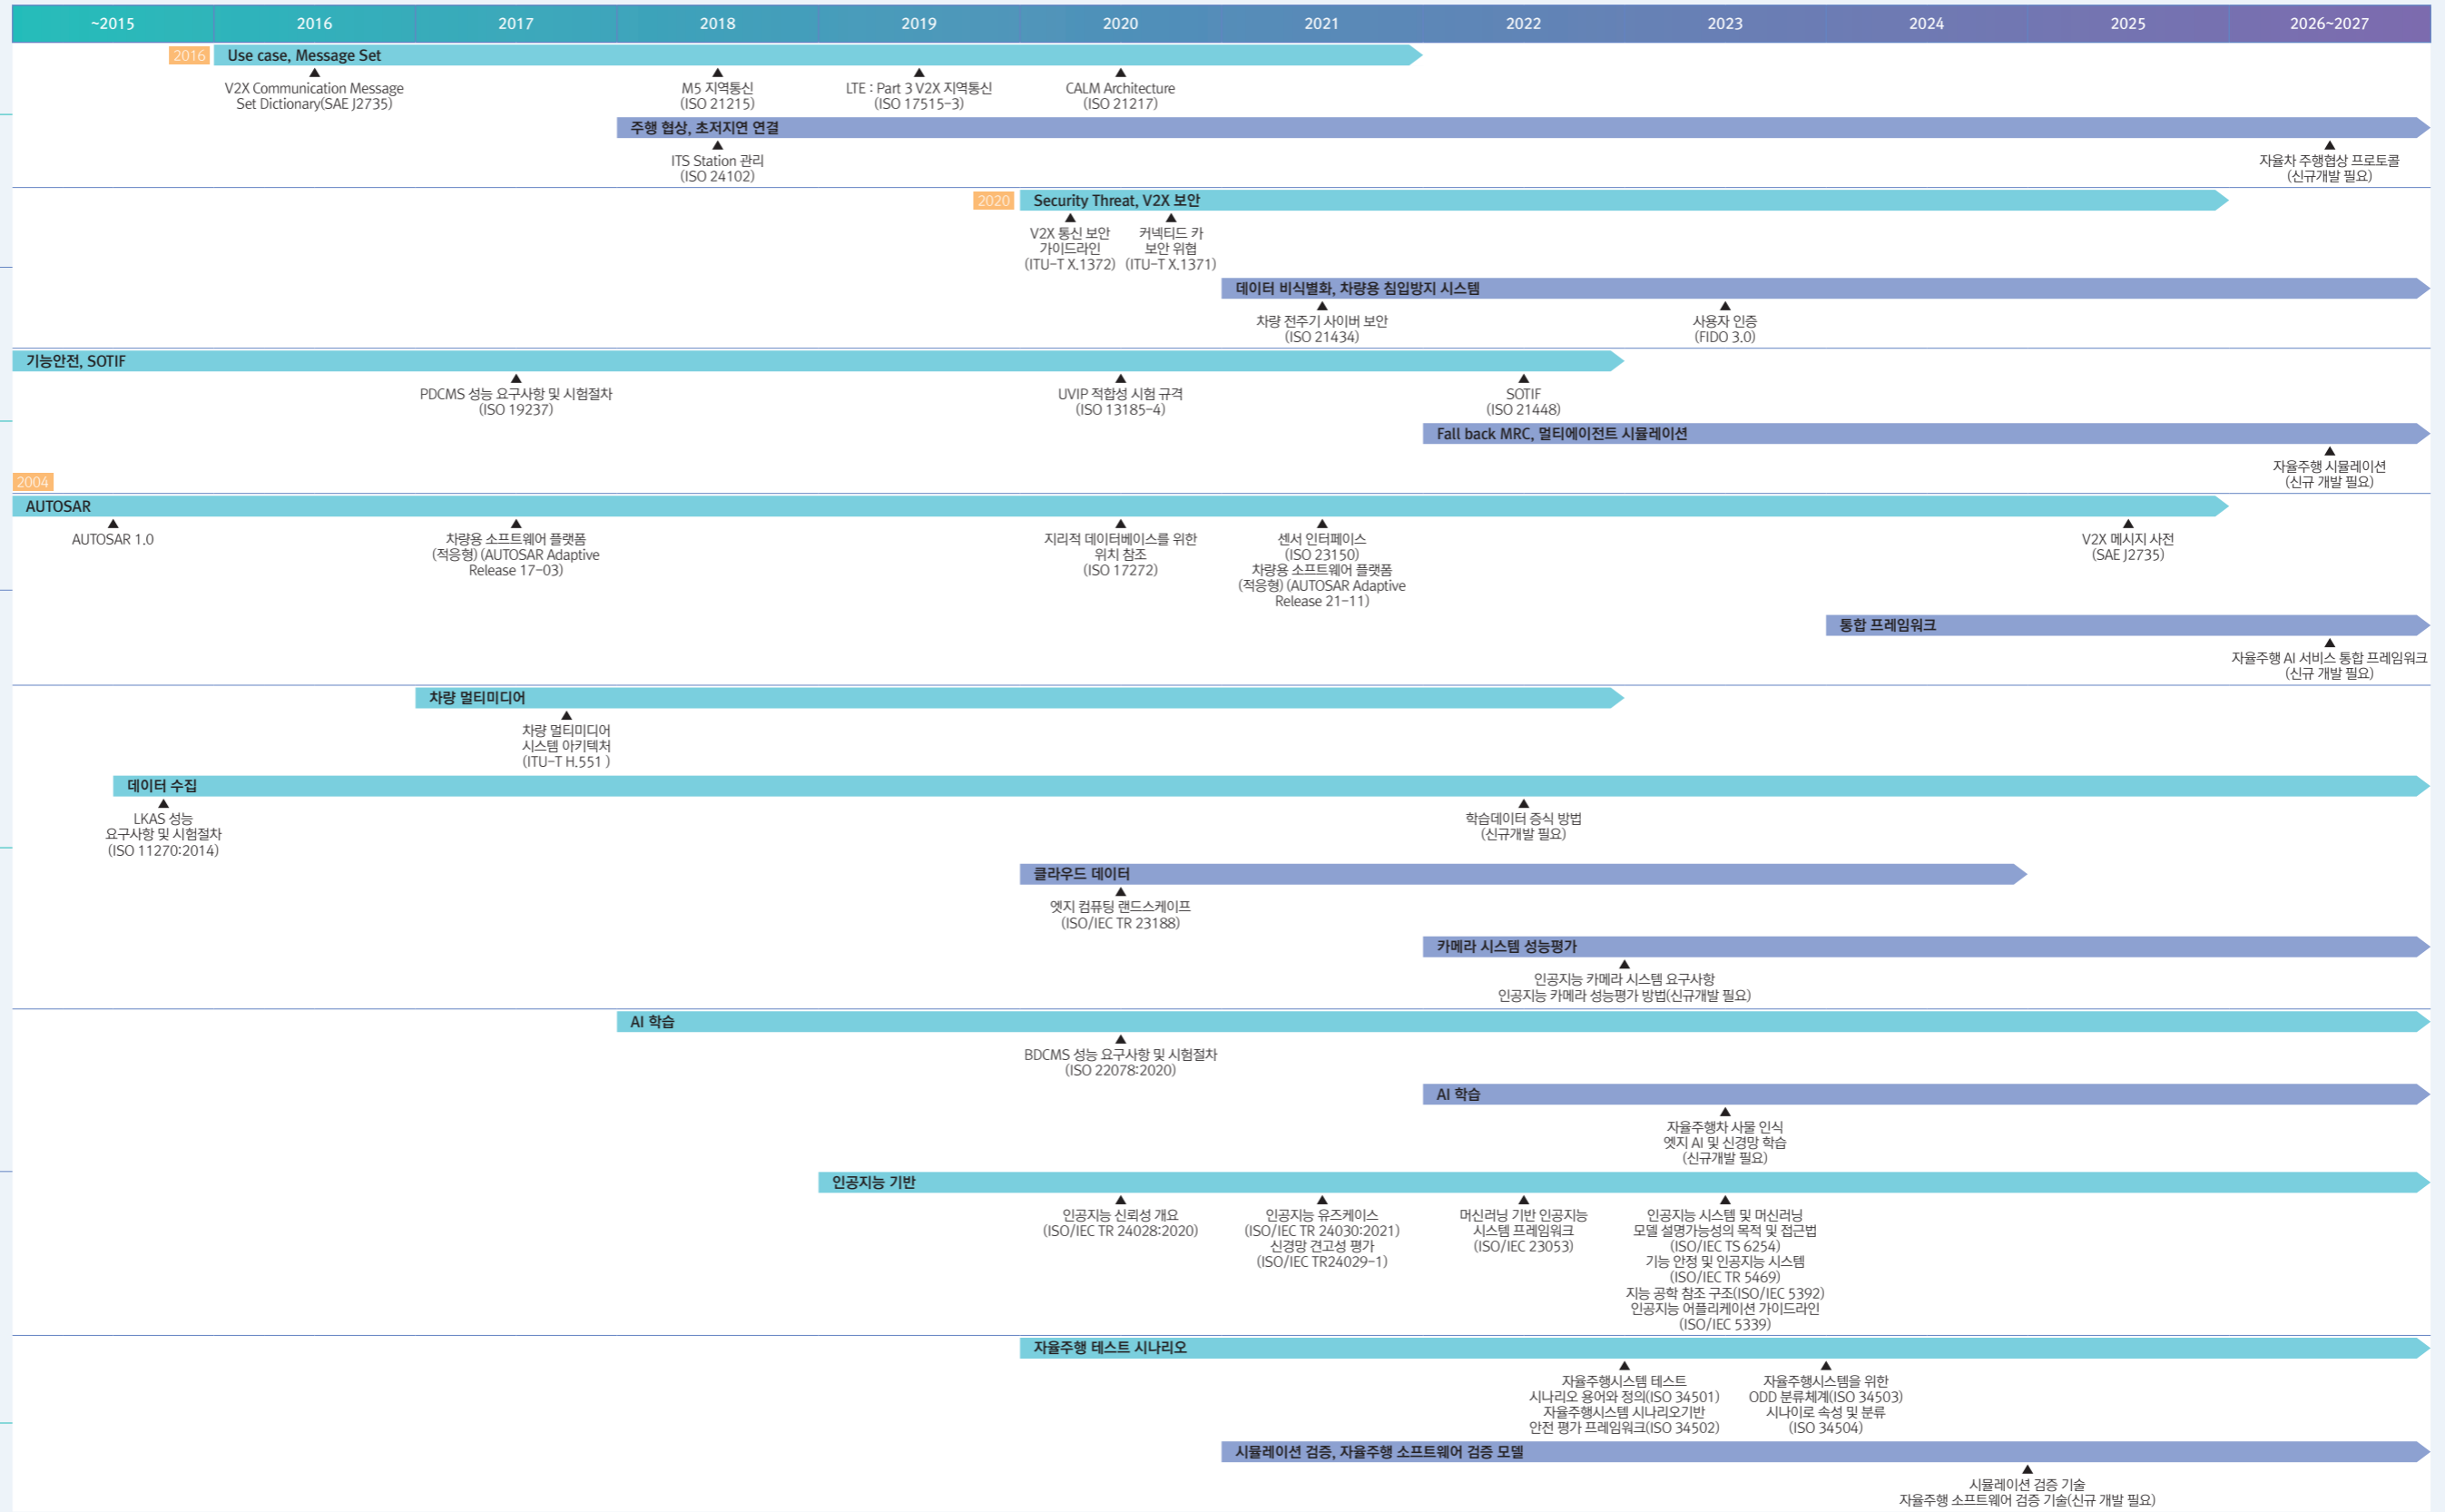 ~2015 2016 2017 2018 2019 2020 2021 2022 2023 2024 2025 2026~2027
2016 Use case, Message Set
V2X Communication Message
Set Dictionary(SAE J2735)
M5 지역통신
(ISO 21215)
LTE : Part 3 V2X 지역통신
(ISO 17515-3)
CALM Architecture
(ISO 21217)
주행 협상, 초저지연 연결
ITS Station 관리
(ISO 24102)
자율차 주행협상 프로토콜
(신규개발 필요)
2020 Security Threat, V2X 보안
V2X 통신 보안
가이드라인
(ITU-T X.1372)
커넥티드 카
보안 위협
(ITU-T X.1371)
데이터 비식별화, 차량용 침입방지 시스템
차량 전주기 사이버 보안
(ISO 21434)
사용자 인증
(FIDO 3.0)
기능안전, SOTIF
PDCMS 성능 요구사항 및 시험절차
(ISO 19237)
UVIP 적합성 시험 규격
(ISO 13185-4)
SOTIF
(ISO 21448)
Fall back MRC, 멀티에이전트 시뮬레이션
자율주행 시뮬레이션
(신규 개발 필요)
2004
AUTOSAR
AUTOSAR 1.0
차량용 소프트웨어 플랫폼
(적응형) (AUTOSAR Adaptive
Release 17-03)
지리적 데이터베이스를 위한
위치 참조
(ISO 17272)
센서 인터페이스
(ISO 23150)
차량용 소프트웨어 플랫폼
(적응형) (AUTOSAR Adaptive
Release 21-11)
V2X 메시지 사전
(SAE J2735)
통합 프레임워크
자율주행 AI 서비스 통합 프레임워크
(신규 개발 필요)
차량 멀티미디어
차량 멀티미디어
시스템 아키텍처
(ITU-T H.551 )
데이터 수집
LKAS 성능
요구사항 및 시험절차
(ISO 11270:2014)
학습데이터 증식 방법
(신규개발 필요)
클라우드 데이터
엣지 컴퓨팅 랜드스케이프
(ISO/IEC TR 23188)
카메라 시스템 성능평가
인공지능 카메라 시스템 요구사항
인공지능 카메라 성능평가 방법(신규개발 필요)
AI 학습
BDCMS 성능 요구사항 및 시험절차
(ISO 22078:2020)
AI 학습
자율주행차 사물 인식
엣지 AI 및 신경망 학습
(신규개발 필요)
인공지능 기반
인공지능 신뢰성 개요
(ISO/IEC TR 24028:2020)
인공지능 유즈케이스
(ISO/IEC TR 24030:2021)
신경망 견고성 평가
(ISO/IEC TR24029-1)
머신러닝 기반 인공지능
시스템 프레임워크
(ISO/IEC 23053)
인공지능 시스템 및 머신러닝
모델 설명가능성의 목적 및 접근법
(ISO/IEC TS 6254)
기능 안정 및 인공지능 시스템
(ISO/IEC TR 5469)
지능 공학 참조 구조(ISO/IEC 5392)
인공지능 어플리케이션 가이드라인
(ISO/IEC 5339)
자율주행 테스트 시나리오
자율주행시스템 테스트
시나리오 용어와 정의(ISO 34501)
자율주행시스템 시나리오기반
안전 평가 프레임워크(ISO 34502)
자율주행시스템을 위한
ODD 분류체계(ISO 34503)
시나이로 속성 및 분류
(ISO 34504)
시뮬레이션 검증, 자율주행 소프트웨어 검증 모델
시뮬레이션 검증 기술
자율주행 소프트웨어 검증 기술(신규 개발 필요)